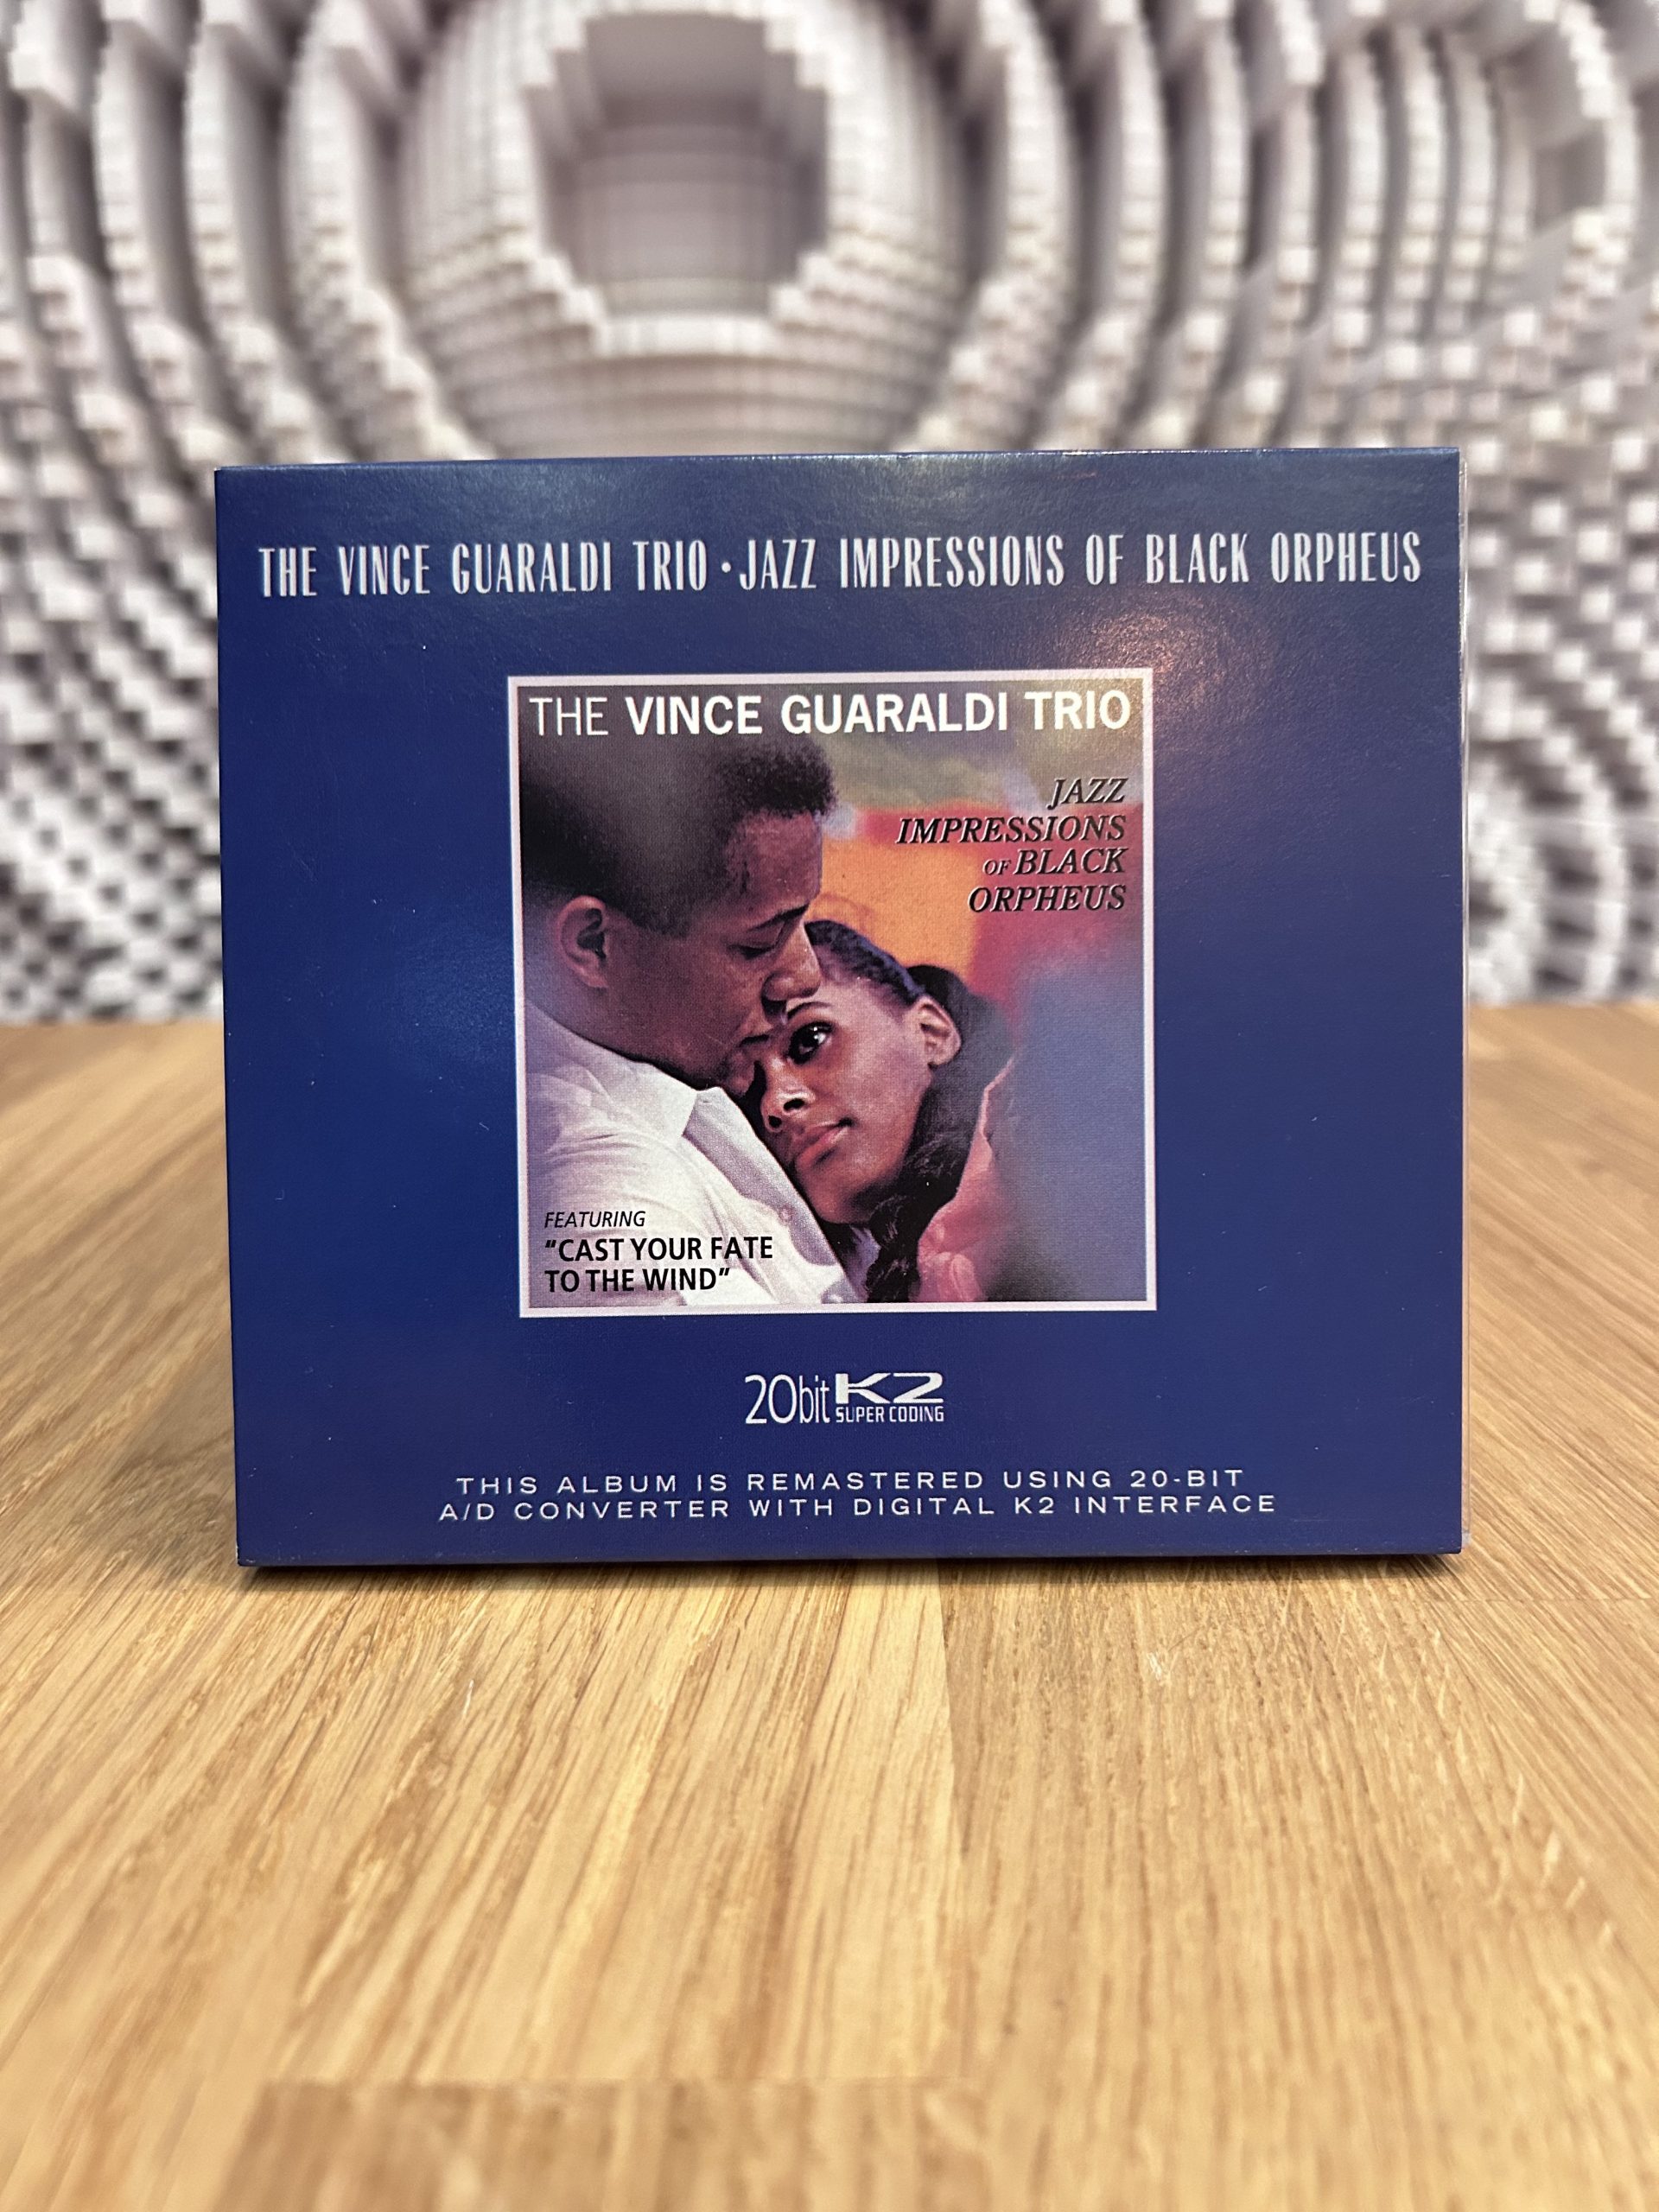 THE VINCE GUARALDI TRIO • JAZZ IMPRESSIONS OF BLACK ORPHEUS
THE VINCE GUARALDI TRIO
JAZZ
IMPRESSIONS
OF BLACK
ORPHEUS
FEATURING
"CAST YOUR FATE
TO THE WIND"
20bit K2
SUPER CODING
THIS ALBUM IS REMASTERED USING 20-BIT
A/D CONVERTER WITH DIGITAL K2 INTERFACE